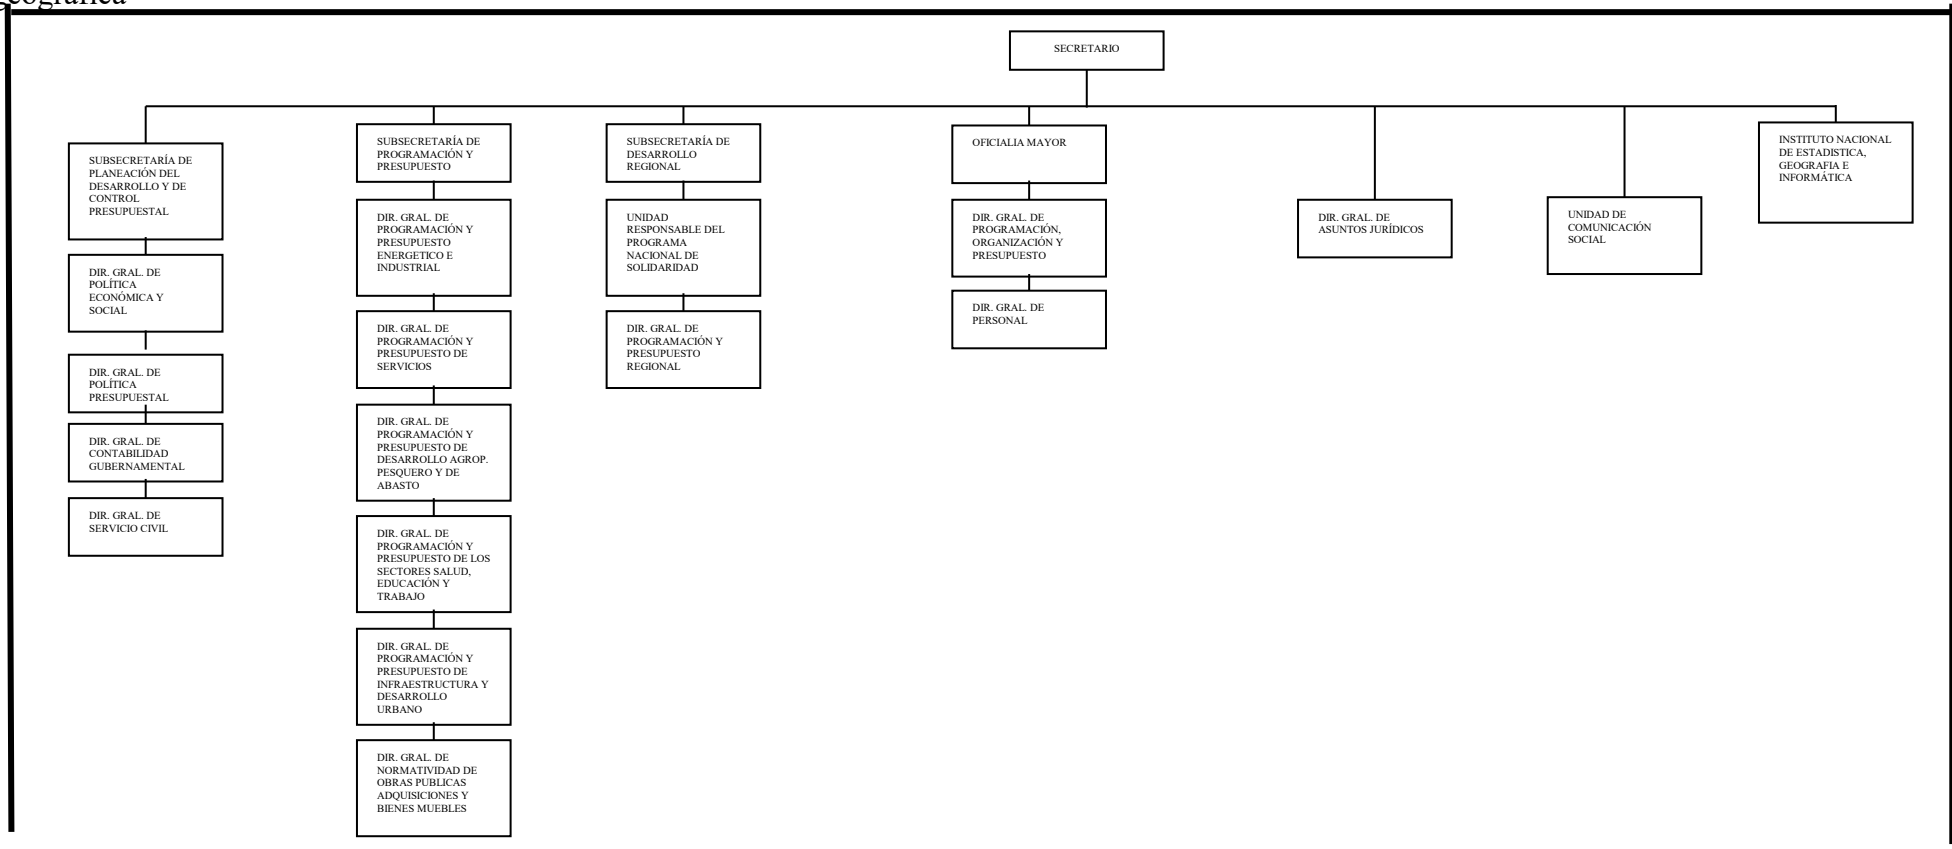 geográfica
SECRETARIO
SUBSECRETARÍA DE
PLANEACIÓN DEL
DESARROLLO Y DE
CONTROL
PRESUPUESTAL
DIR. GRAL. DE
POLÍTICA
ECONÓMICA Y
SOCIAL
DIR. GRAL. DE
POLÍTICA
PRESUPUESTAL
DIR. GRAL. DE
CONTABILIDAD
GUBERNAMENTAL
DIR. GRAL. DE
SERVICIO CIVIL
SUBSECRETARÍA DE
PROGRAMACIÓN Y
PRESUPUESTO
DIR. GRAL. DE
PROGRAMACIÓN Y
PRESUPUESTO
ENERGETICO E
INDUSTRIAL
DIR. GRAL. DE
PROGRAMACIÓN Y
PRESUPUESTO DE
SERVICIOS
DIR. GRAL. DE
PROGRAMACIÓN Y
PRESUPUESTO DE
DESARROLLO AGROP.
PESQUERO Y DE
ABASTO
DIR. GRAL. DE
PROGRAMACIÓN Y
PRESUPUESTO DE LOS
SECTORES SALUD,
EDUCACIÓN Y
TRABAJO
DIR. GRAL. DE
PROGRAMACIÓN Y
PRESUPUESTO DE
INFRAESTRUCTURA Y
DESARROLLO
URBANO
DIR. GRAL. DE
NORMATIVIDAD DE
OBRAS PUBLICAS
ADQUISICIONES Y
BIENES MUEBLES
SUBSECRETARÍA DE
DESARROLLO
REGIONAL
UNIDAD
RESPONSABLE DEL
PROGRAMA
NACIONAL DE
SOLIDARIDAD
DIR. GRAL. DE
PROGRAMACIÓN Y
PRESUPUESTO
REGIONAL
OFICIALIA MAYOR
DIR. GRAL. DE
PROGRAMACIÓN,
ORGANIZACIÓN Y
PRESUPUESTO
DIR. GRAL. DE
PERSONAL
DIR. GRAL. DE
ASUNTOS JURÍDICOS
UNIDAD DE
COMUNICACIÓN
SOCIAL
INSTITUTO NACIONAL
DE ESTADISTICA,
GEOGRAFIA E
INFORMÁTICA